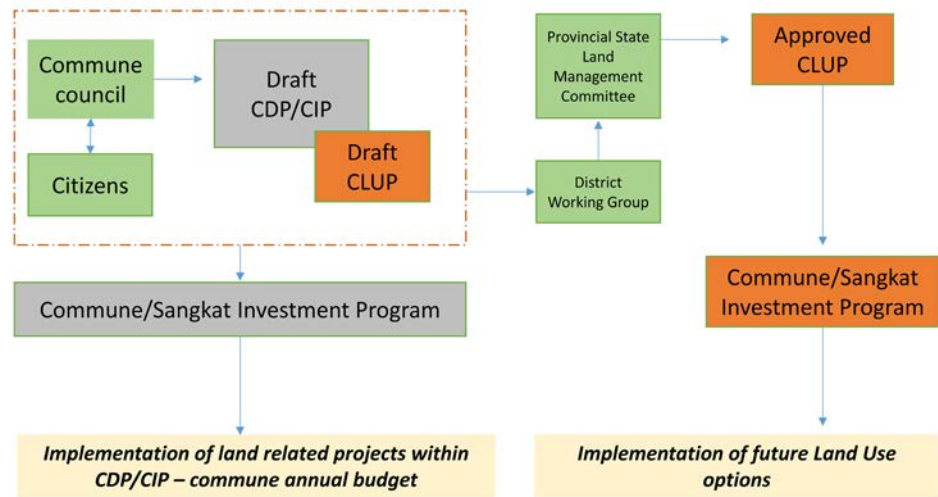 Commune
council
Citizens
Draft
CDP/CIP
Draft
CLUP
Provincial State
Land
Management
Committee
District
Working Group
Approved
CLUP
Commune/Sangkat Investment Program
Commune/Sangkat
Investment Program
Implementation of land related projects within
CDP/CIP – commune annual budget
Implementation of future Land Use
options